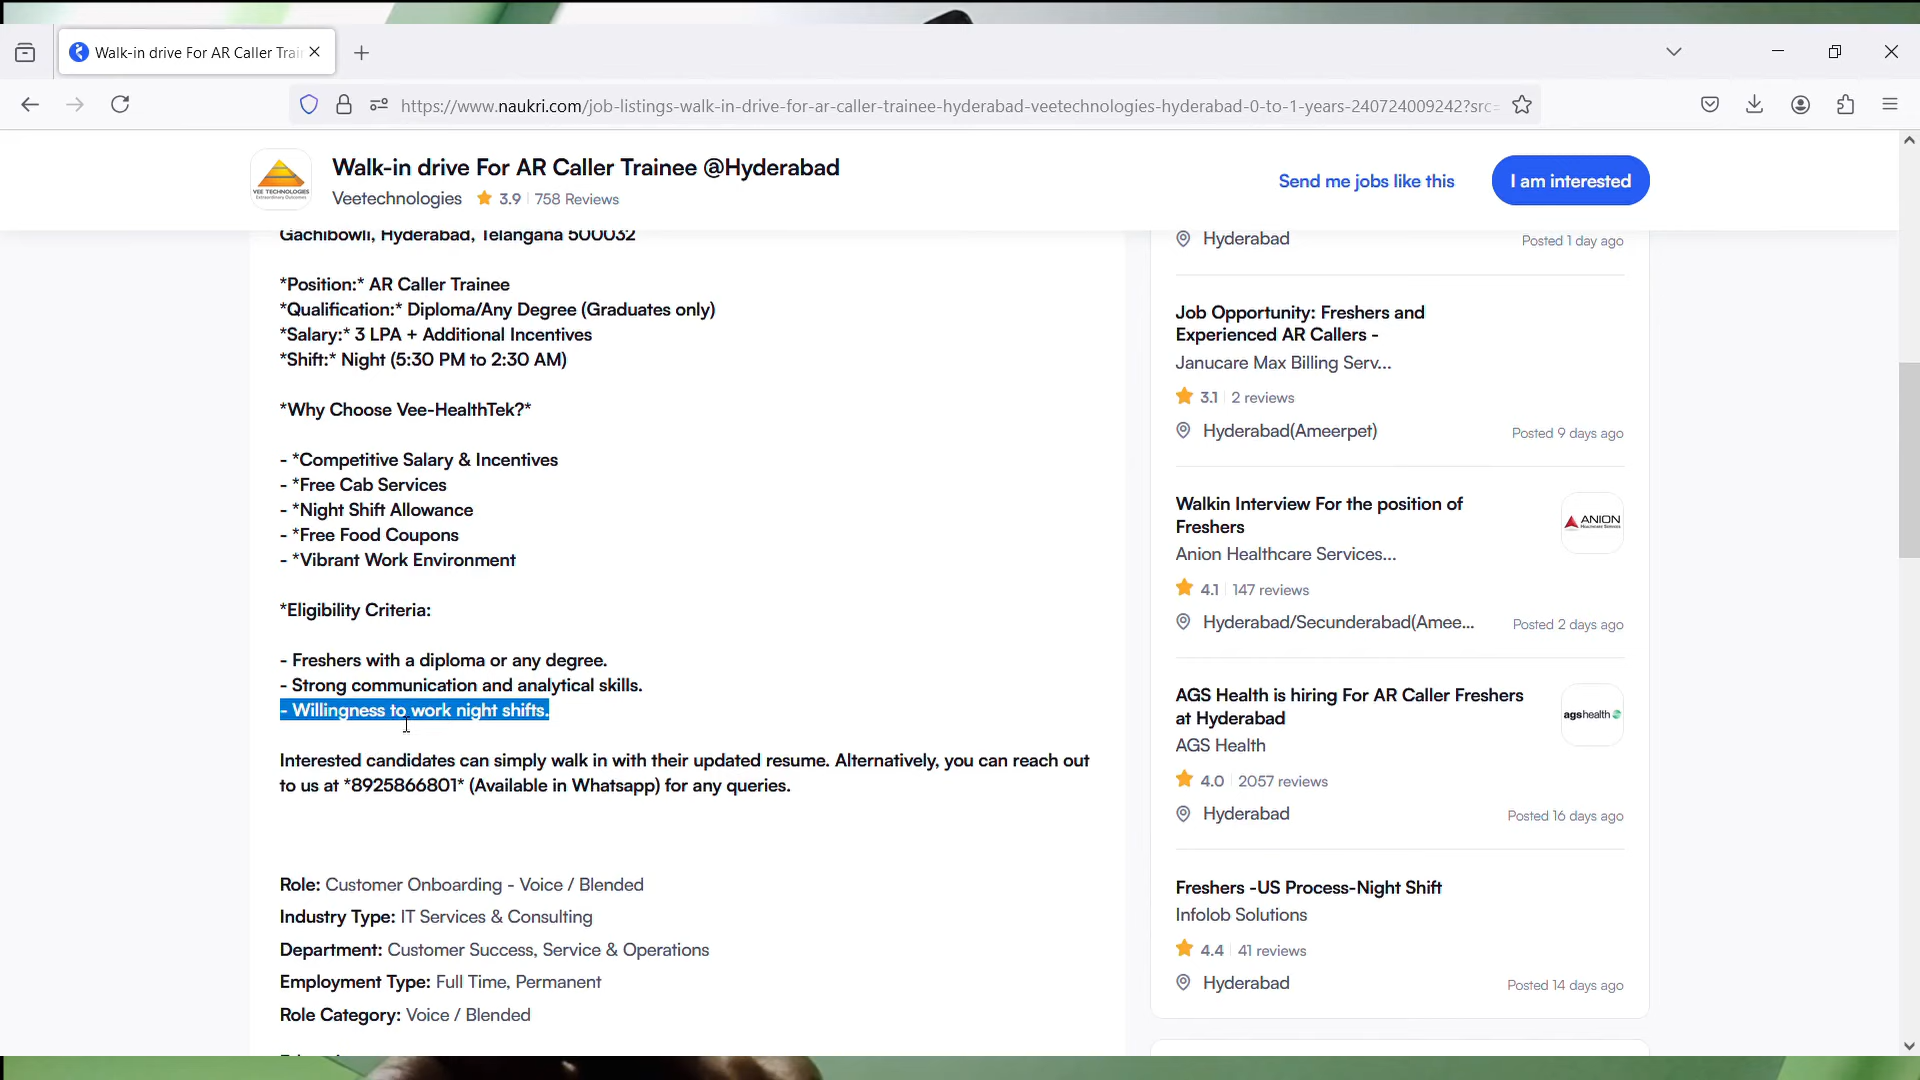 Walk-in drive For AR Caller Trai
https://www.naukri.com/job-listings-walk-in-drive-for-ar-caller-trainee-hyderabad-veetechnologies-hyderabad-0-to-1-years-240724009242?src=
VEE TECHNOLOGIES
Walk-in drive For AR Caller Trainee @Hyderabad
Veetechnologies 3.9 758 Reviews
Send me jobs like this
I am interested
Gachibowli, Hyderabad, Telangana 500032
*Position:* AR Caller Trainee
*Qualification:* Diploma/Any Degree (Graduates only)
*Salary:* 3 LPA + Additional Incentives
*Shift:* Night (5:30 PM to 2:30 AM)
*Why Choose Vee-HealthTek?*
- *Competitive Salary & Incentives
- *Free Cab Services
- *Night Shift Allowance
- *Free Food Coupons
- *Vibrant Work Environment
*Eligibility Criteria:
- Freshers with a diploma or any degree.
- Strong communication and analytical skills.
- Willingness to work night shifts.
Interested candidates can simply walk in with their updated resume. Alternatively, you can reach out
to us at *8925866801* (Available in Whatsapp) for any queries.
Role: Customer Onboarding - Voice / Blended
Industry Type: IT Services & Consulting
Department: Customer Success, Service & Operations
Employment Type: Full Time, Permanent
Role Category: Voice / Blended
Hyderabad
Posted 1 day ago
Job Opportunity: Freshers and
Experienced AR Callers -
Janucare Max Billing Serv...
3.1 2 reviews
Hyderabad(Ameerpet)
Posted 9 days ago
Walkin Interview For the position of
Freshers
ANION
Anion Healthcare Services...
4.1 147 reviews
Hyderabad/Secunderabad(Amee...
Posted 2 days ago
AGS Health is hiring For AR Caller Freshers
at Hyderabad
agshealth
AGS Health
4.0 2057 reviews
Hyderabad
Posted 16 days ago
Freshers -US Process-Night Shift
Infolob Solutions
4.4 41 reviews
Hyderabad
Posted 14 days ago